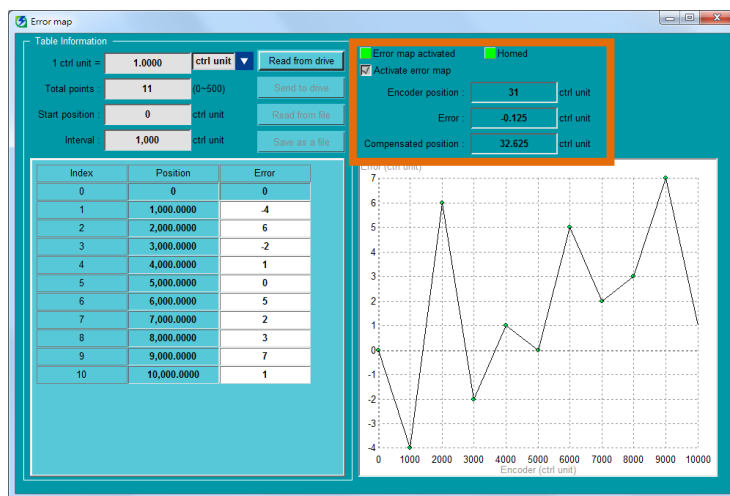 Error map
Table Information
1 ctrl unit = 1.0000 ctrl unit Read from drive
Total points : 11 (0~500) Send to drive
Start position : 0 ctrl unit Read from file
Interval : 1,000 ctrl unit Save as a file
Error map activated Homed
Activate error map
Encoder position : 31 ctrl unit
Error : -0.125 ctrl unit
Compensated position : 32.625 ctrl unit
Index Position Error
0 0 0
1 1,000.0000 -4
2 2,000.0000 6
3 3,000.0000 -2
4 4,000.0000 1
5 5,000.0000 0
6 6,000.0000 5
7 7,000.0000 2
8 8,000.0000 3
9 9,000.0000 7
10 10,000.0000 1
Error (ctrl unit)
7
6
5
4
3
2
1
0
-1
-2
-3
-4
0 1000 2000 3000 4000 5000 6000 7000 8000 9000 10000
Encoder (ctrl unit)